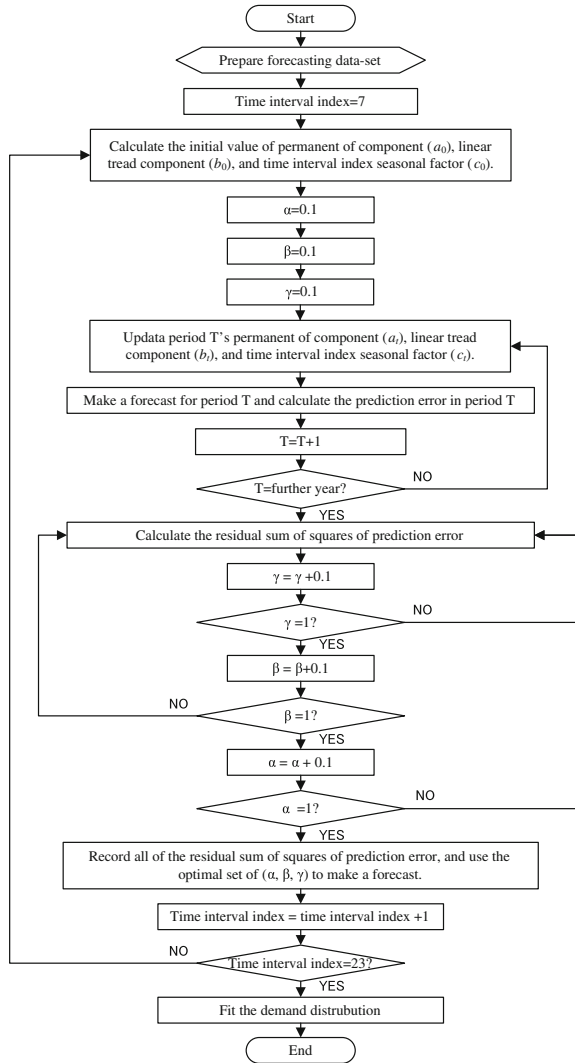 Start
Prepare forecasting data-set
Time interval index=7
Calculate the initial value of permanent of component (a0), linear
tread component (b0), and time interval index seasonal factor (c0).
α=0.1
β=0.1
γ=0.1
Updata period T's permanent of component (at), linear tread
component (bt), and time interval index seasonal factor (ct).
Make a forecast for period T and calculate the prediction error in period T
T=T+1
T=further year?
NO
YES
Calculate the residual sum of squares of prediction error
γ = γ +0.1
γ =1?
NO
YES
β = β+0.1
NO
β =1?
YES
α = α + 0.1
α =1?
NO
YES
Record all of the residual sum of squares of prediction error, and use the
optimal set of (α, β, γ) to make a forecast.
Time interval index = time interval index +1
NO
Time interval index=23?
YES
Fit the demand distrubution
End